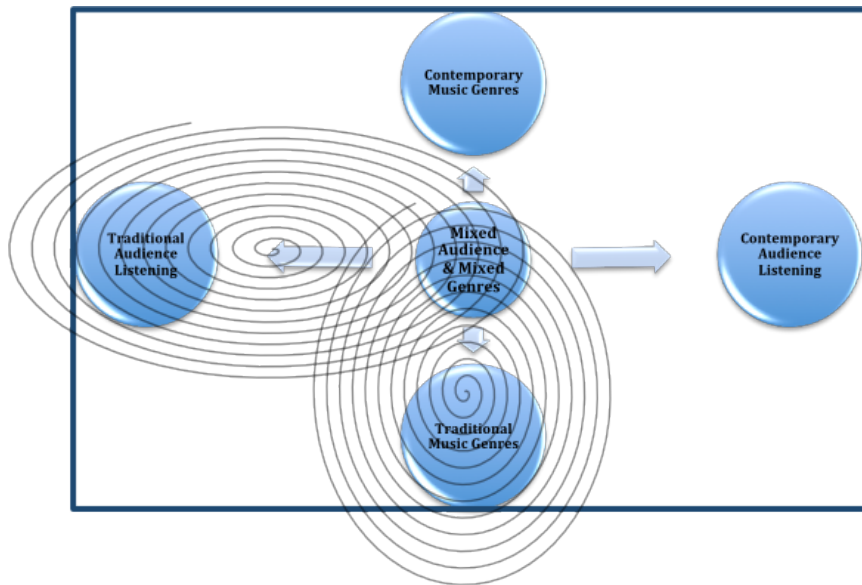 Contemporary
Music Genres
Traditional
Audience
Listening
Mixed
Audience
& Mixed
Genres
Contemporary
Audience
Listening
Traditional
Music Genres